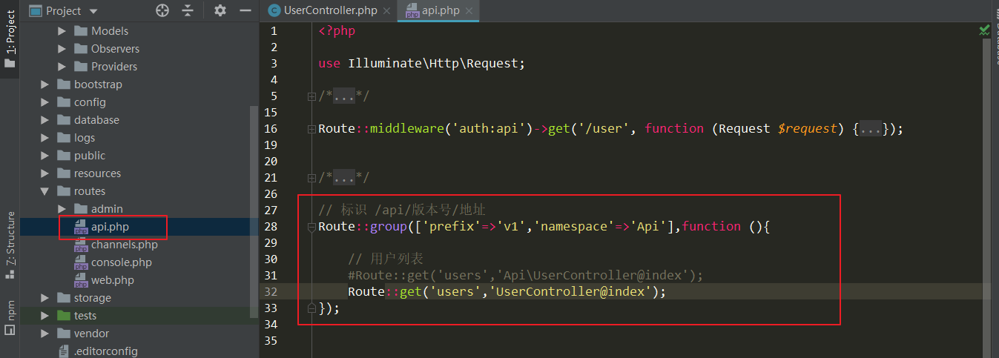 Project
UserController.php
api.php
1: Project
Models
Observers
Providers
bootstrap
config
database
logs
public
resources
routes
admin
api.php
channels.php
console.php
web.php
storage
tests
vendor
.editorconfig
7: Structure
npm
1 <?php
2
3 use Illuminate\Http\Request;
4
5 /*...*/
15
16 Route::middleware('auth:api')->get('/user', function (Request $request) {...});
19
20
21 /*...*/
26
27 // 标识 /api/版本号/地址
28 Route::group(['prefix'=>'v1','namespace'=>'Api'],function (){
29
30 // 用户列表
31 #Route::get('users','Api\UserController@index');
32 Route::get('users','UserController@index');
33 });
34
35